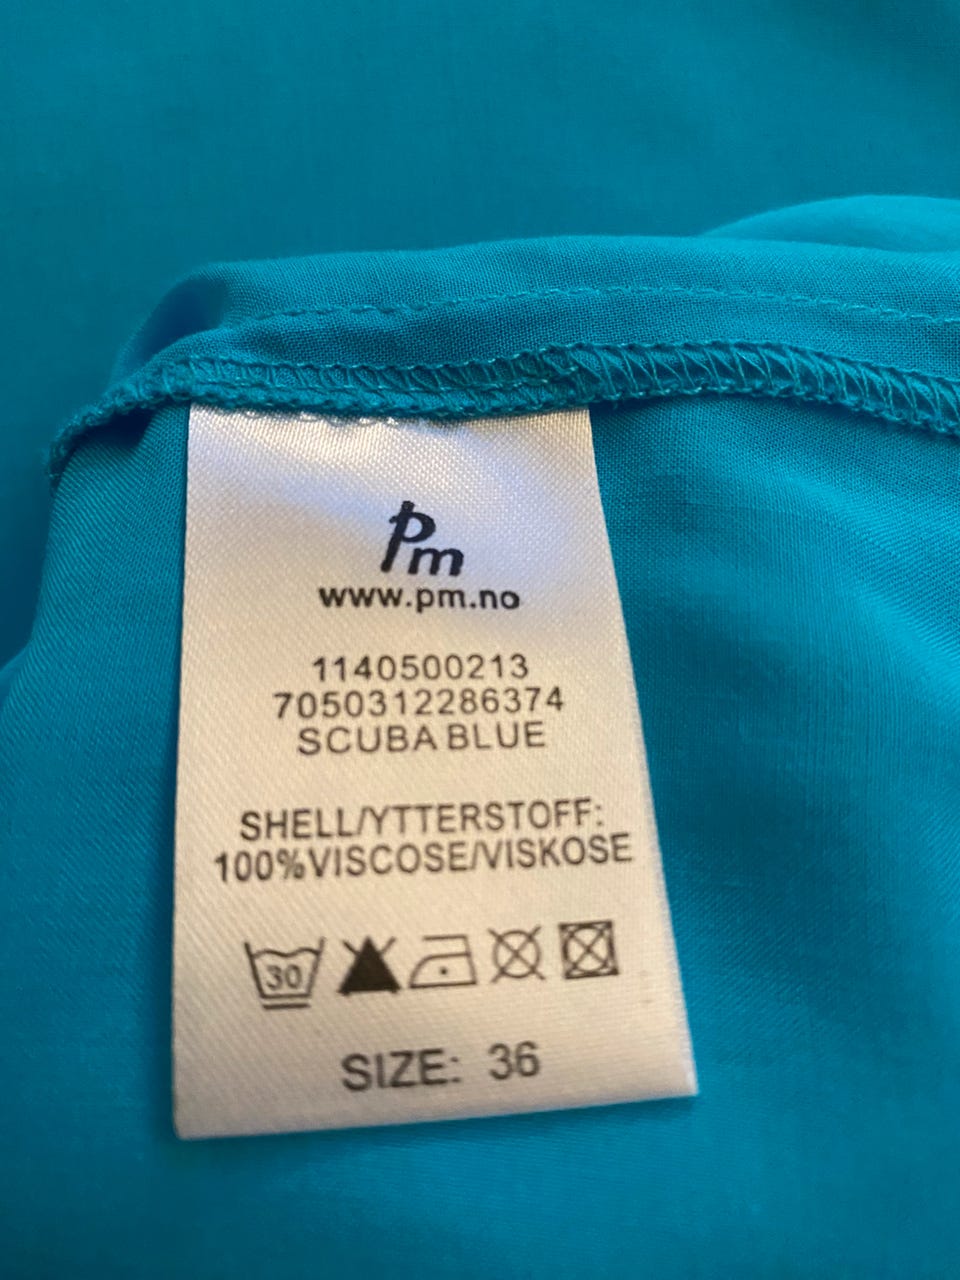 Pm
www.pm.no
1140500213
7050312286374
SCUBA BLUE
SHELL/YTTERSTOFF:
100%VISCOSE/VISKOSE
30
SIZE: 36